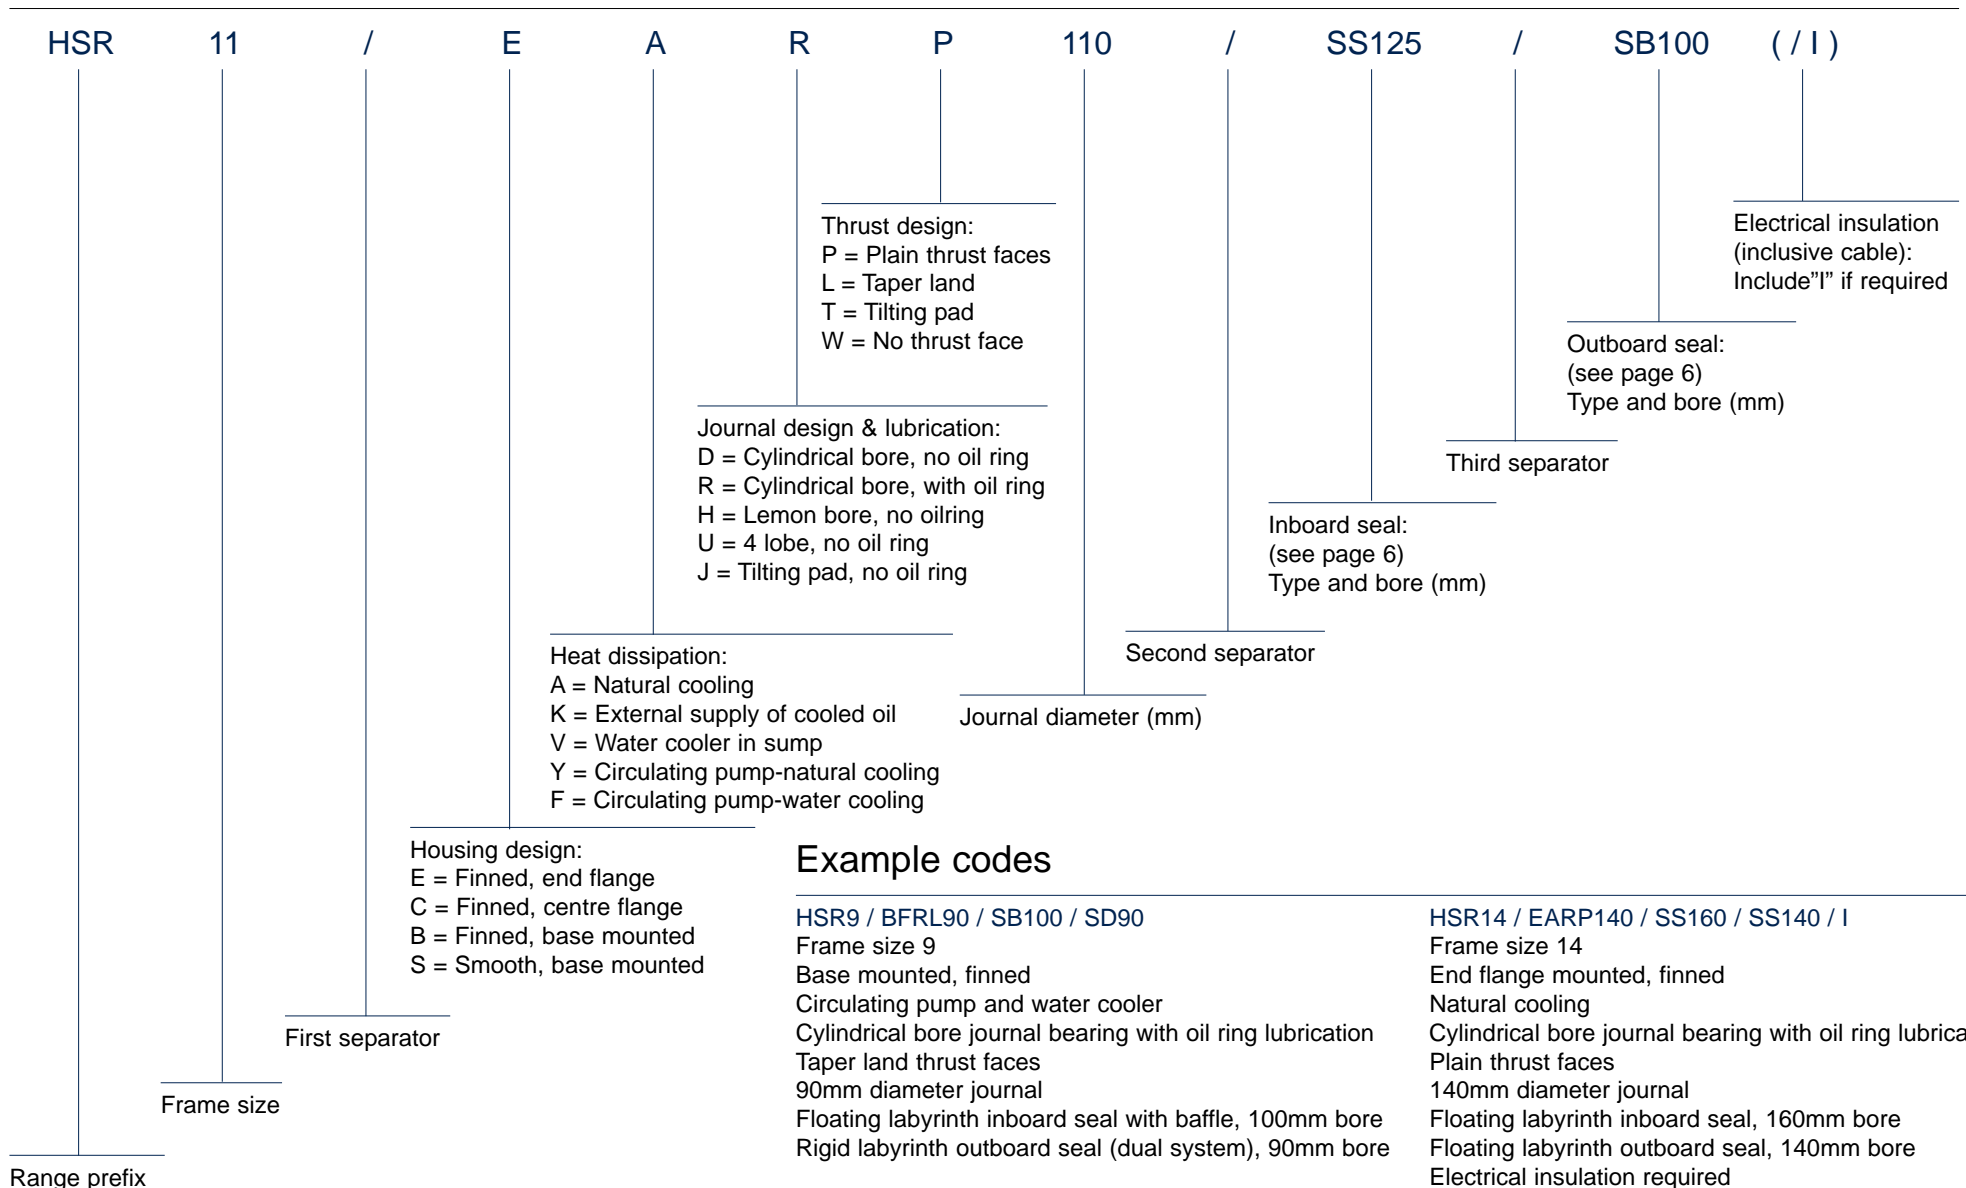 HSR 11 / E A R P 110 / SS125 / SB100 ( / I )
Thrust design:
P = Plain thrust faces
L = Taper land
T = Tilting pad
W = No thrust face
Electrical insulation
(inclusive cable):
Include”I” if required
Outboard seal:
(see page 6)
Type and bore (mm)
Journal design & lubrication:
D = Cylindrical bore, no oil ring
R = Cylindrical bore, with oil ring
H = Lemon bore, no oilring
U = 4 lobe, no oil ring
J = Tilting pad, no oil ring
Third separator
Inboard seal:
(see page 6)
Type and bore (mm)
Heat dissipation:
A = Natural cooling
K = External supply of cooled oil
V = Water cooler in sump
Y = Circulating pump-natural cooling
F = Circulating pump-water cooling
Second separator
Journal diameter (mm)
Housing design:
E = Finned, end flange
C = Finned, centre flange
B = Finned, base mounted
S = Smooth, base mounted
First separator
Frame size
Range prefix
Example codes
HSR9 / BFRL90 / SB100 / SD90
Frame size 9
Base mounted, finned
Circulating pump and water cooler
Cylindrical bore journal bearing with oil ring lubrication
Taper land thrust faces
90mm diameter journal
Floating labyrinth inboard seal with baffle, 100mm bore
Rigid labyrinth outboard seal (dual system), 90mm bore
HSR14 / EARP140 / SS160 / SS140 / I
Frame size 14
End flange mounted, finned
Natural cooling
Cylindrical bore journal bearing with oil ring lubrica
Plain thrust faces
140mm diameter journal
Floating labyrinth inboard seal, 160mm bore
Floating labyrinth outboard seal, 140mm bore
Electrical insulation required